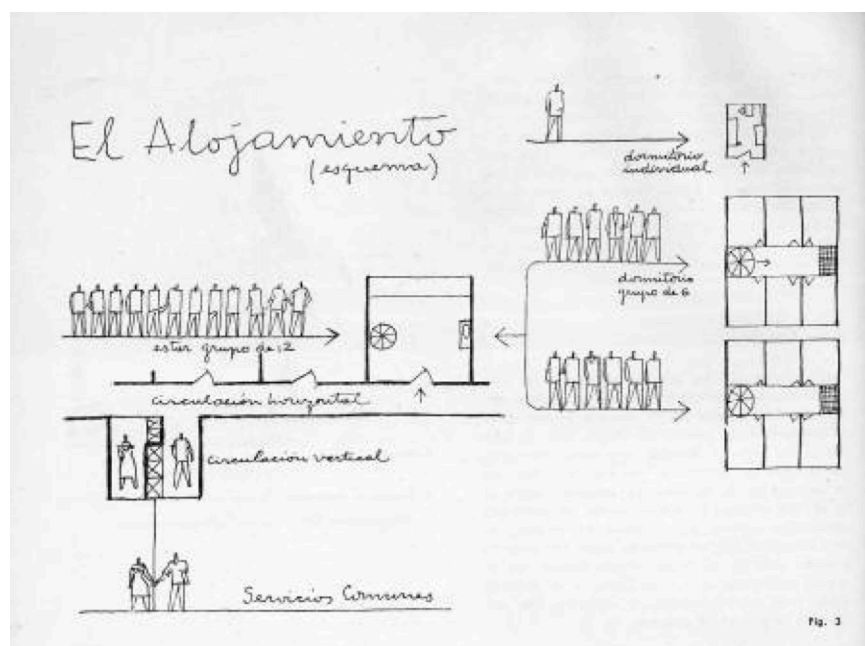 El Alojamiento
(esquema)
dormitorio
individual
dormitorio
grupo de 6
estar grupo de 12
circulación horizontal
circulación vertical
Servicios Comunes
Fig. 3